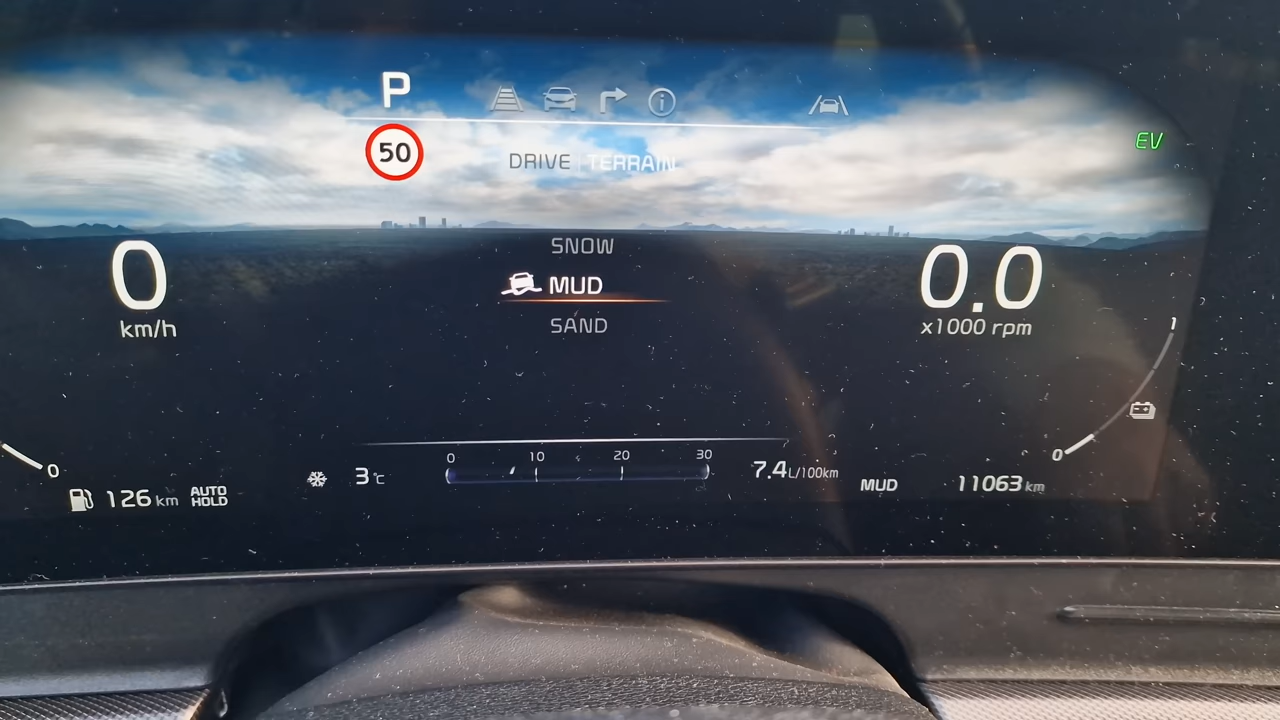 P
50
DRIVE | TERRAIN
EV
SNOW
MUD
SAND
0
km/h
0.0
x1000 rpm
1
0
0
126 km
AUTO
HOLD
3 °C
0 10 20 30
7.4 L/100km
MUD
11063 km